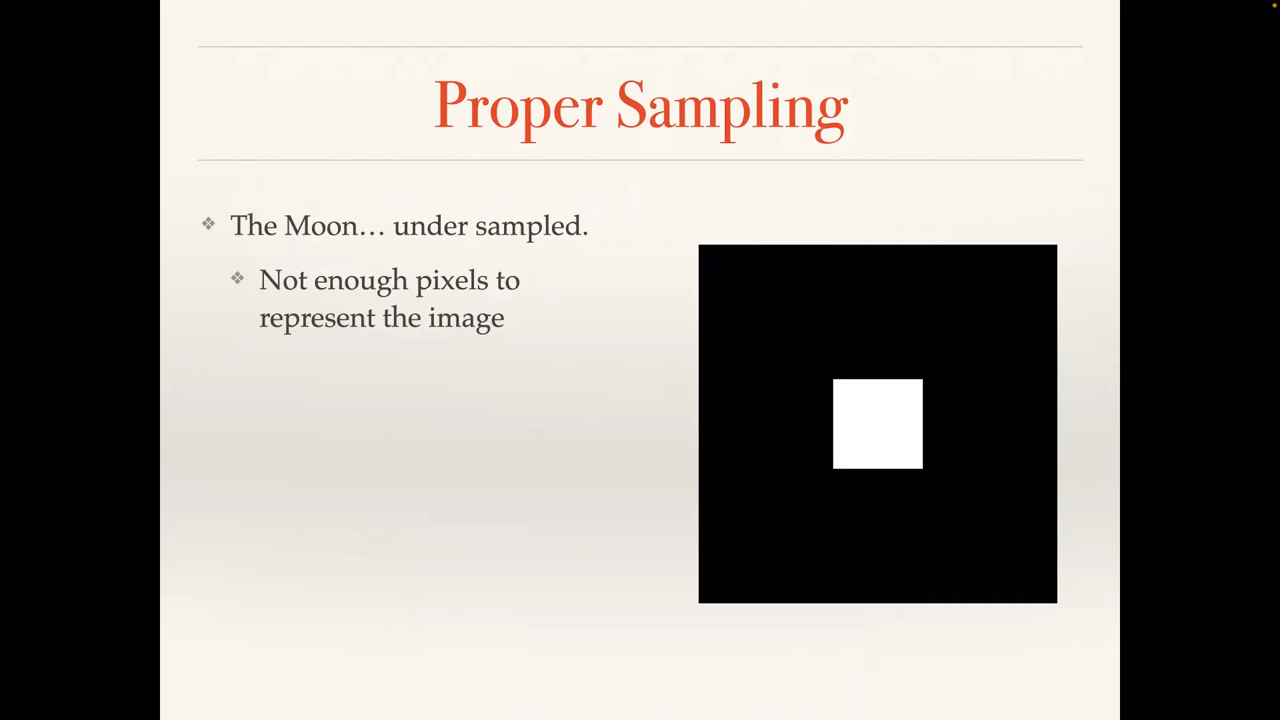 Proper Sampling
The Moon… under sampled.
Not enough pixels to
represent the image